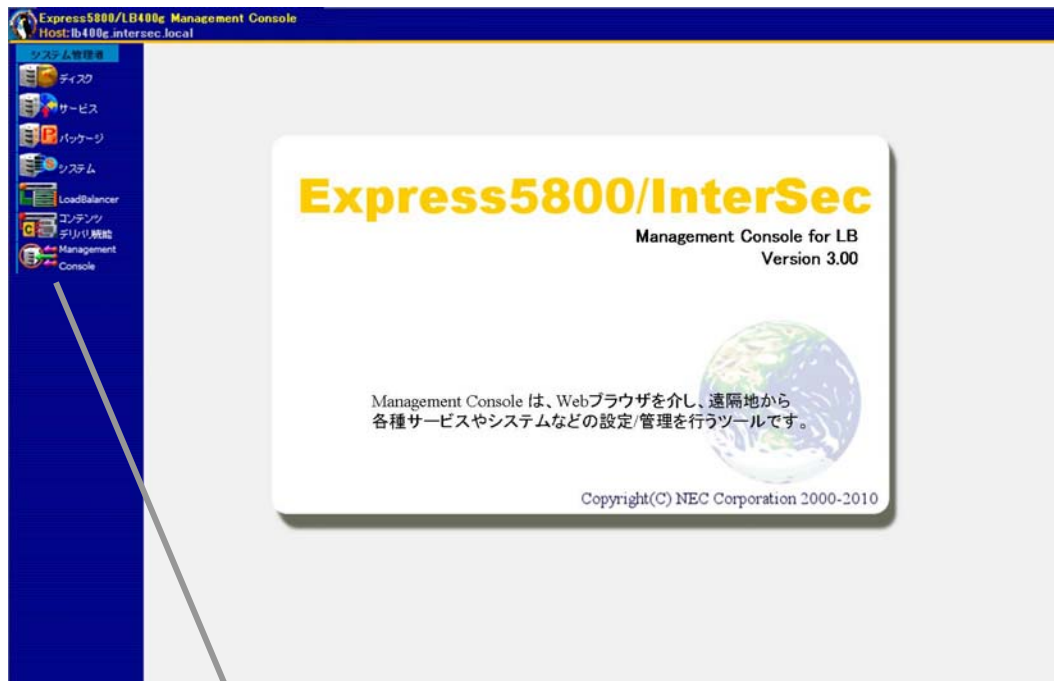 Express5800/LB400g Management Console
Host:lb400g.intersec.local
システム管理者
ディスク
サービス
パッケージ
システム
LoadBalancer
コンテンツ
デリバリ機能
Management
Console
Express5800/InterSec
Management Console for LB
Version 3.00
Management Console は、Webブラウザを介し、遠隔地から
各種サービスやシステムなどの設定/管理を行うツールです。
Copyright(C) NEC Corporation 2000-2010